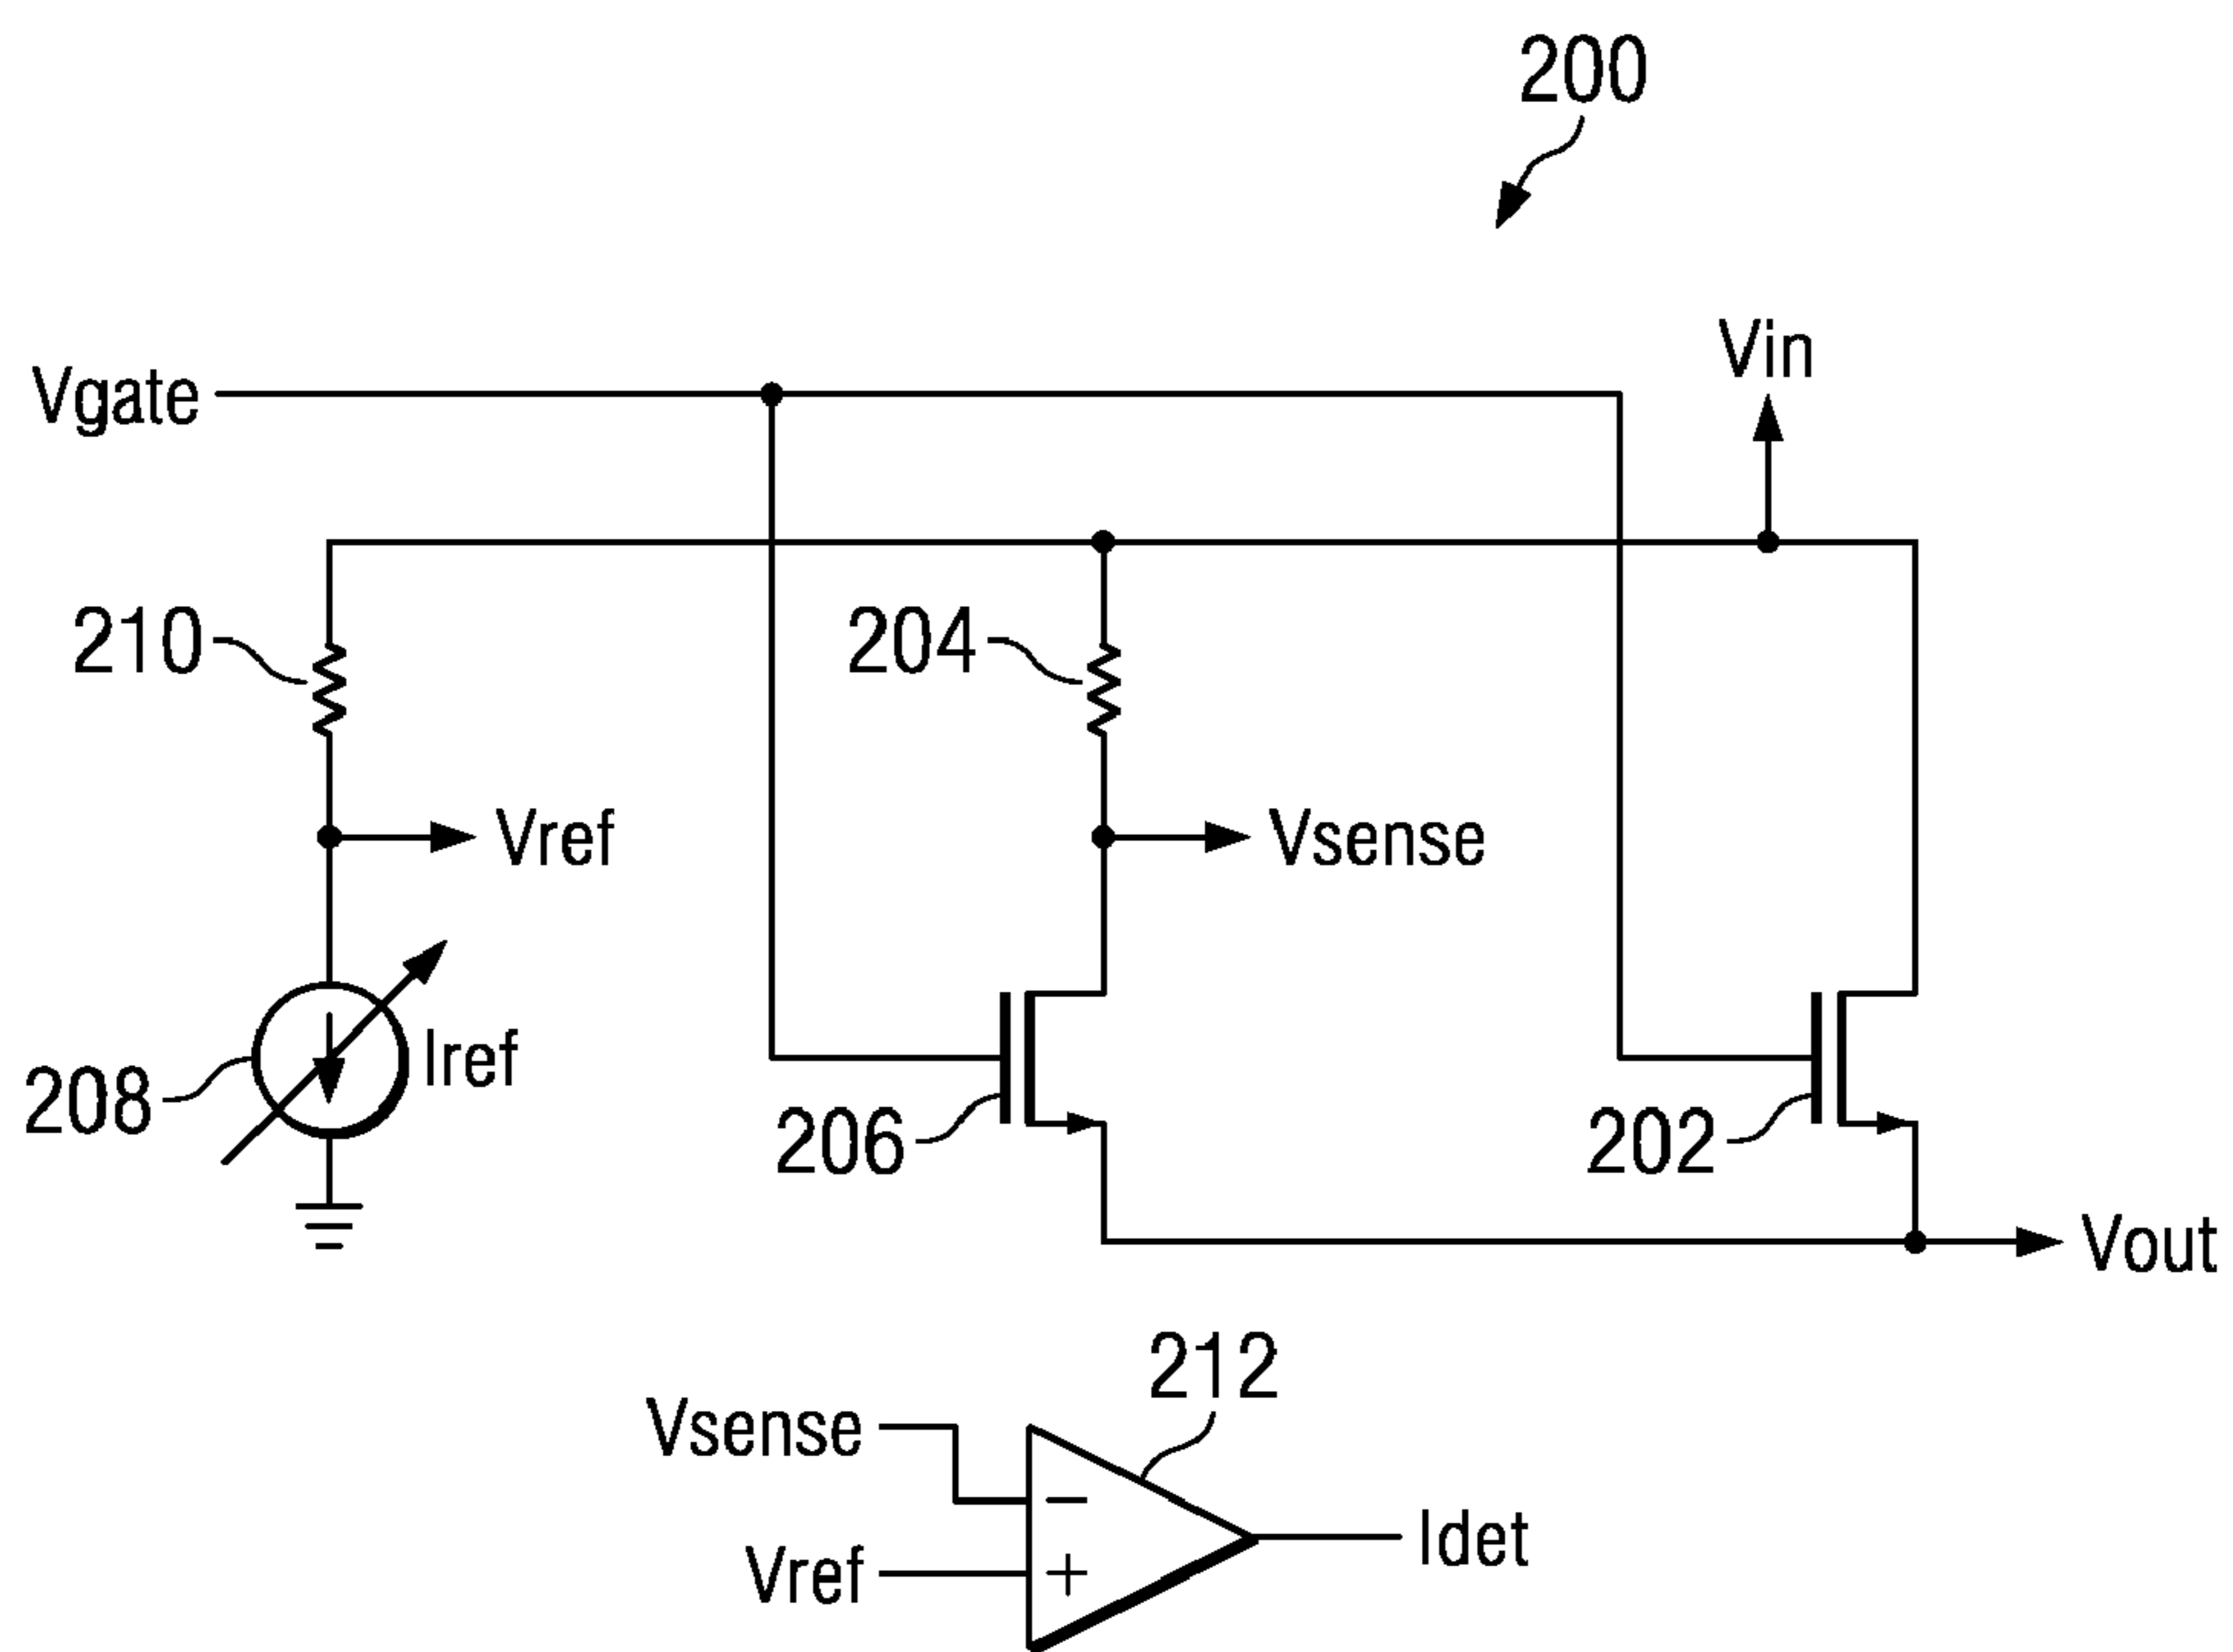 200
Vin
Vgate
210
204
Vref
Vsense
Iref
208
206
202
Vout
212
Vsense
−
Idet
Vref
+